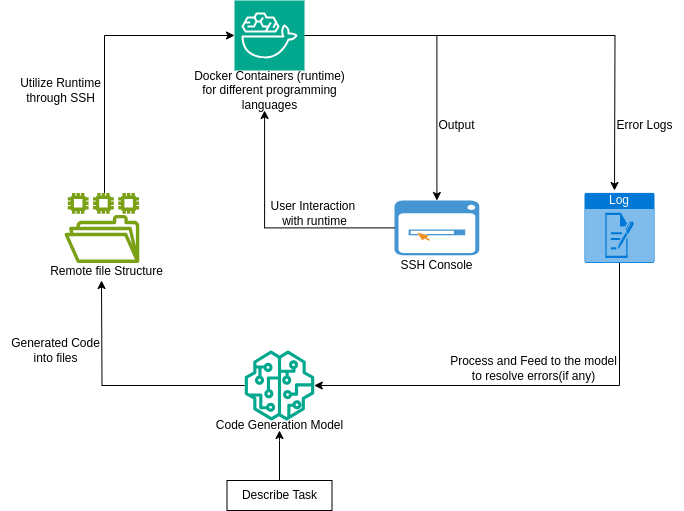 Docker Containers (runtime)
for different programming
languages
Utilize Runtime
through SSH
Output
Error Logs
User Interaction
with runtime
Log
SSH Console
Remote file Structure
Generated Code
into files
Process and Feed to the model
to resolve errors(if any)
Code Generation Model
Describe Task